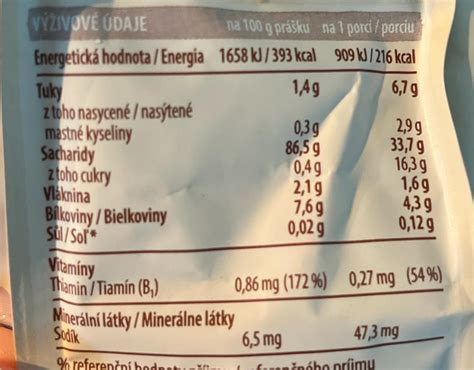 VÝŽIVOVÉ ÚDAJE na 100 g prášku na 1 porci / porciu
Energetická hodnota / Energia 1658 kJ / 393 kcal 909 kJ / 216 kcal
Tuky 1,4 g 6,7 g
z toho nasycené / nasýtené
mastné kyseliny 0,3 g 2,9 g
Sacharidy 86,5 g 33,7 g
z toho cukry 0,4 g 16,3 g
Vláknina 2,1 g 1,6 g
Bílkoviny / Bielkoviny 7,6 g 4,3 g
Sůl / Soľ* 0,02 g 0,12 g
Vitamíny
Thiamin / Tiamín (B₁) 0,86 mg (172 %) 0,27 mg (54 %)
Minerální látky / Minerálne látky
Sodík 6,5 mg 47,3 mg
% referenční